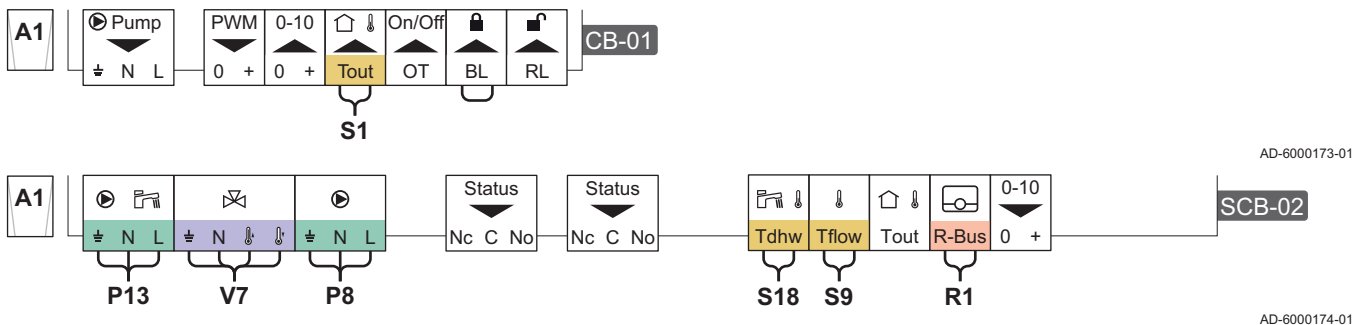 A1 Pump PWM 0-10 On/Off CB-01
N L 0 + 0 + Tout OT BL RL
S1
AD-6000173-01
A1 Status Status 0-10 SCB-02
N L N N L Nc C No Nc C No Tdhw Tflow Tout R-Bus 0 +
P13 V7 P8 S18 S9 R1
AD-6000174-01